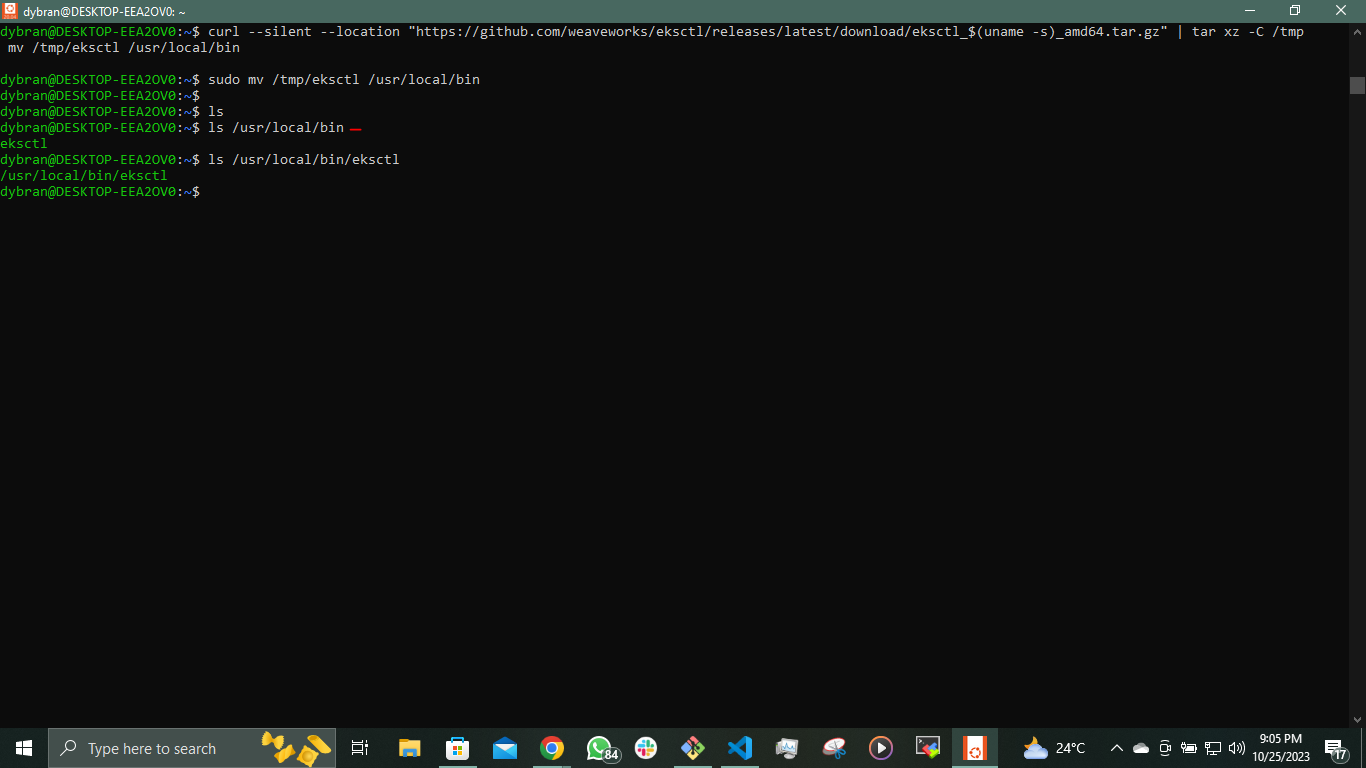 dybran@DESKTOP-EEA2OV0: ~
dybran@DESKTOP-EEA2OV0:~$ curl --silent --location "https://github.com/weaveworks/eksctl/releases/latest/download/eksctl_$(uname -s)_amd64.tar.gz" | tar xz -C /tmp
mv /tmp/eksctl /usr/local/bin
dybran@DESKTOP-EEA2OV0:~$ sudo mv /tmp/eksctl /usr/local/bin
dybran@DESKTOP-EEA2OV0:~$
dybran@DESKTOP-EEA2OV0:~$ ls
dybran@DESKTOP-EEA2OV0:~$ ls /usr/local/bin
eksctl
dybran@DESKTOP-EEA2OV0:~$ ls /usr/local/bin/eksctl
/usr/local/bin/eksctl
dybran@DESKTOP-EEA2OV0:~$
Type here to search
84
24°C
9:05 PM
10/25/2023
17